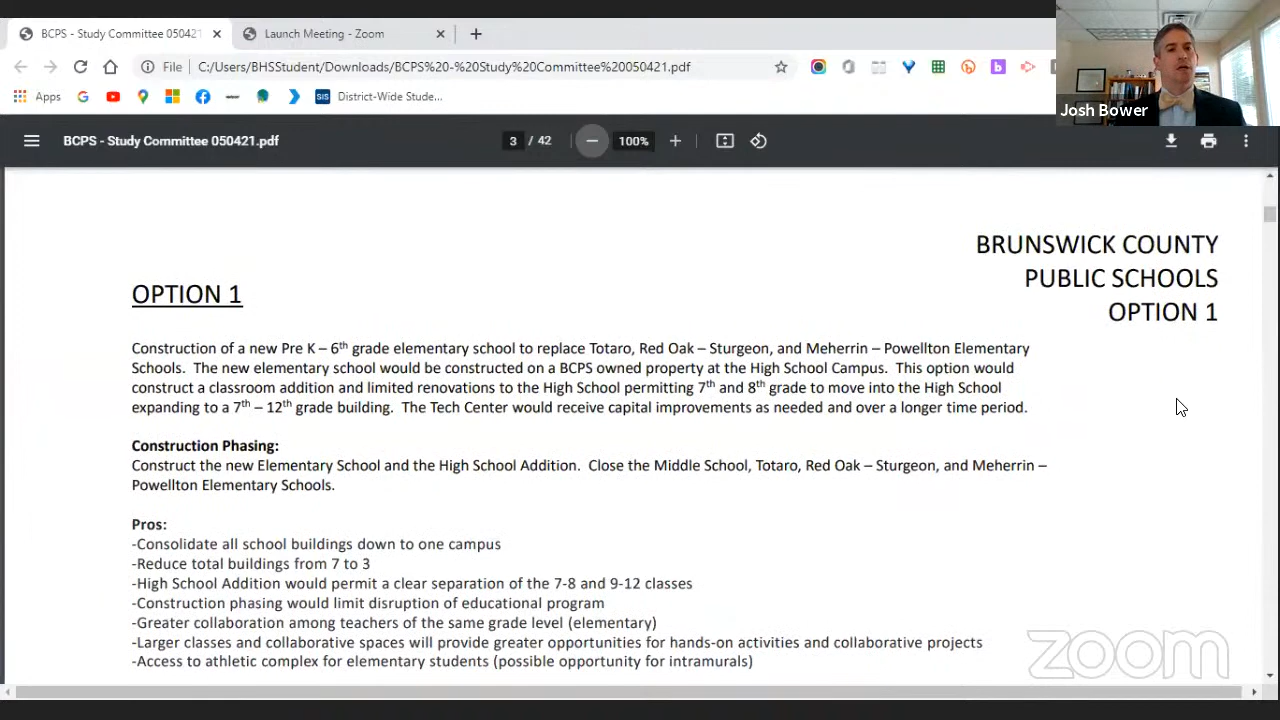 BCPS - Study Committee 050421
Launch Meeting - Zoom
File
C:/Users/BHSStudent/Downloads/BCPS%20-%20Study%20Committee%20050421.pdf
Apps
SIS
District-Wide Stude...
Josh Bower
BCPS - Study Committee 050421.pdf
3 / 42
100%
BRUNSWICK COUNTY
PUBLIC SCHOOLS
OPTION 1
OPTION 1
Construction of a new Pre K – 6th grade elementary school to replace Totaro, Red Oak – Sturgeon, and Meherrin – Powellton Elementary
Schools. The new elementary school would be constructed on a BCPS owned property at the High School Campus. This option would
construct a classroom addition and limited renovations to the High School permitting 7th and 8th grade to move into the High School
expanding to a 7th – 12th grade building. The Tech Center would receive capital improvements as needed and over a longer time period.
Construction Phasing:
Construct the new Elementary School and the High School Addition. Close the Middle School, Totaro, Red Oak – Sturgeon, and Meherrin –
Powellton Elementary Schools.
Pros:
-Consolidate all school buildings down to one campus
-Reduce total buildings from 7 to 3
-High School Addition would permit a clear separation of the 7-8 and 9-12 classes
-Construction phasing would limit disruption of educational program
-Greater collaboration among teachers of the same grade level (elementary)
-Larger classes and collaborative spaces will provide greater opportunities for hands-on activities and collaborative projects
-Access to athletic complex for elementary students (possible opportunity for intramurals)
zoom